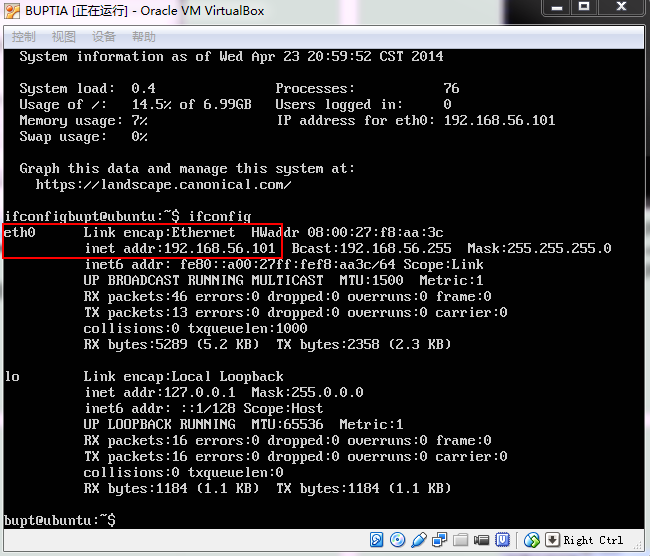 BUPTIA [正在运行] - Oracle VM VirtualBox
控制 视图 设备 帮助
System information as of Wed Apr 23 20:59:52 CST 2014
System load: 0.4 Processes: 76
Usage of /: 14.5% of 6.99GB Users logged in: 0
Memory usage: 7% IP address for eth0: 192.168.56.101
Swap usage: 0%
Graph this data and manage this system at:
https://landscape.canonical.com/
ifconfigbupt@ubuntu:~$ ifconfig
eth0 Link encap:Ethernet HWaddr 08:00:27:f8:aa:3c
inet addr:192.168.56.101 Bcast:192.168.56.255 Mask:255.255.255.0
inet6 addr: fe80::a00:27ff:fef8:aa3c/64 Scope:Link
UP BROADCAST RUNNING MULTICAST MTU:1500 Metric:1
RX packets:46 errors:0 dropped:0 overruns:0 frame:0
TX packets:13 errors:0 dropped:0 overruns:0 carrier:0
collisions:0 txqueuelen:1000
RX bytes:5289 (5.2 KB) TX bytes:2358 (2.3 KB)
lo Link encap:Local Loopback
inet addr:127.0.0.1 Mask:255.0.0.0
inet6 addr: ::1/128 Scope:Host
UP LOOPBACK RUNNING MTU:65536 Metric:1
RX packets:16 errors:0 dropped:0 overruns:0 frame:0
TX packets:16 errors:0 dropped:0 overruns:0 carrier:0
collisions:0 txqueuelen:0
RX bytes:1184 (1.1 KB) TX bytes:1184 (1.1 KB)
bupt@ubuntu:~$
Right Ctrl